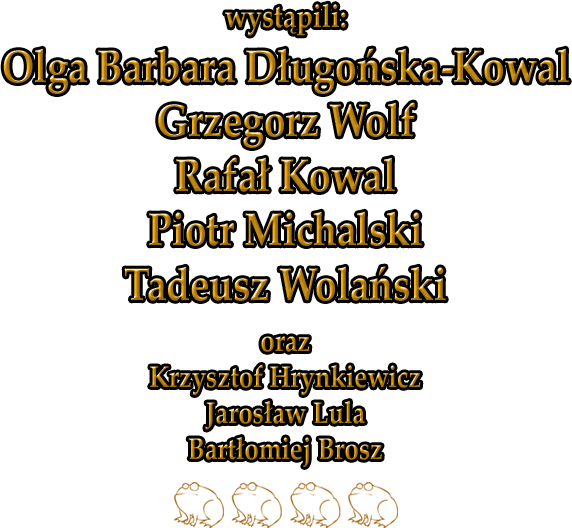 wystąpili:
Olga Barbara Długońska-Kowal
Grzegorz Wolf
Rafał Kowal
Piotr Michalski
Tadeusz Wolański
oraz
Krzysztof Hrynkiewicz
Jarosław Lula
Bartłomiej Brosz